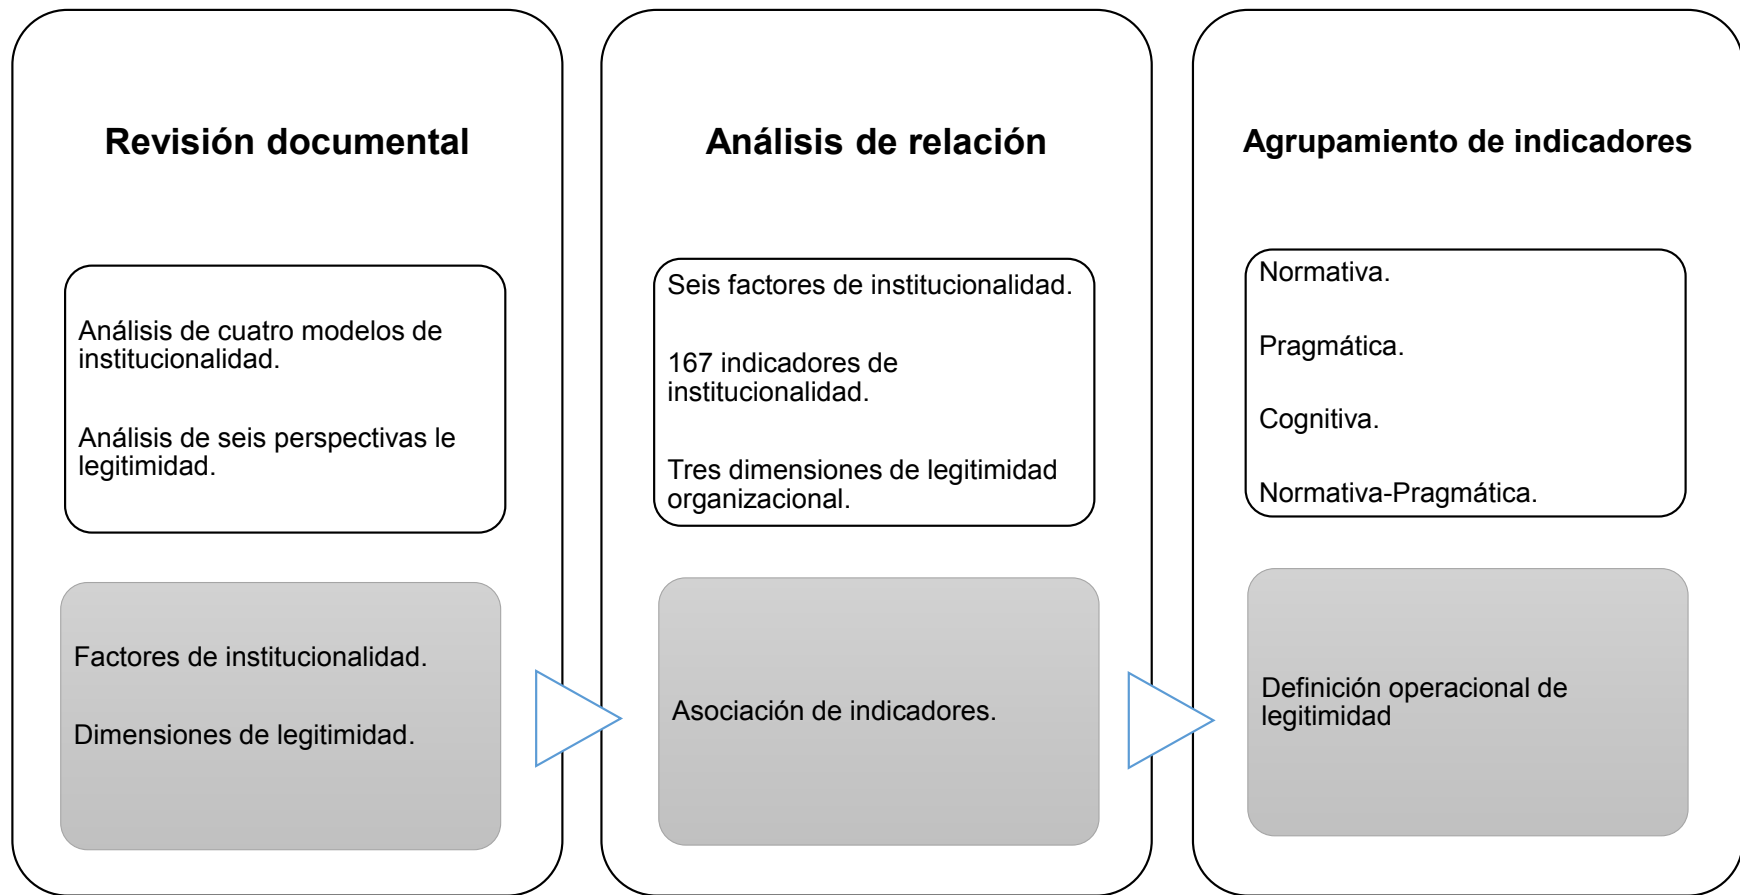 Revisión documental
Análisis de cuatro modelos de
institucionalidad.
Análisis de seis perspectivas le
legitimidad.
Factores de institucionalidad.
Dimensiones de legitimidad.
Análisis de relación
Seis factores de institucionalidad.
167 indicadores de
institucionalidad.
Tres dimensiones de legitimidad
organizacional.
Asociación de indicadores.
Agrupamiento de indicadores
Normativa.
Pragmática.
Cognitiva.
Normativa-Pragmática.
Definición operacional de
legitimidad